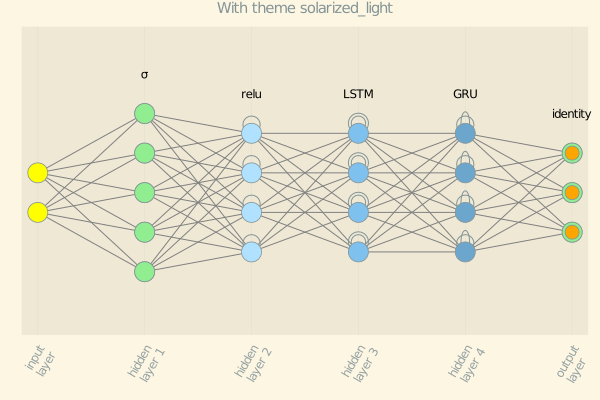 With theme solarized_light
σ
relu
LSTM
GRU
identity
input
layer
hidden
layer 1
hidden
layer 2
hidden
layer 3
hidden
layer 4
output
layer